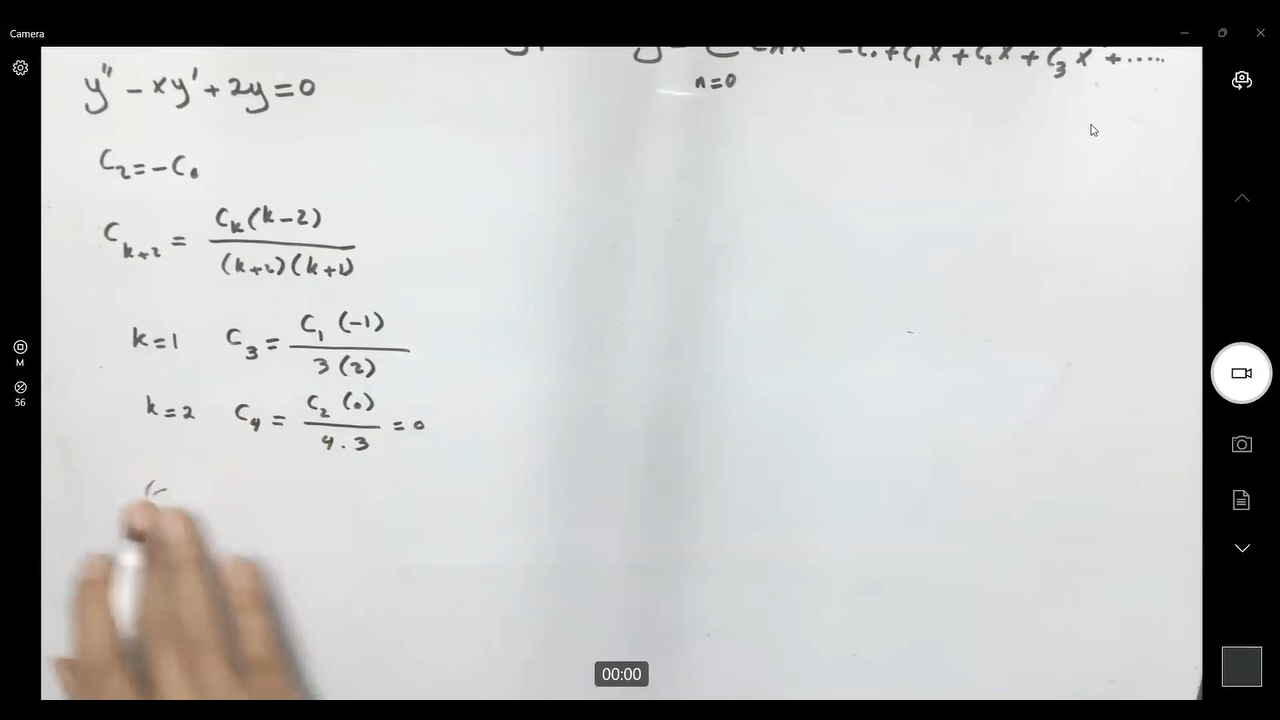 Camera
y'' - xy' + 2y = 0
n=0
C₂ = -C₀
C_{k+2} = C_k(k-2) / (k+2)(k+1)
k=1 C₃ = C₁(-1) / 3(2)
k=2 C₄ = C₂(0) / 4.3 = 0
M
56
00:00